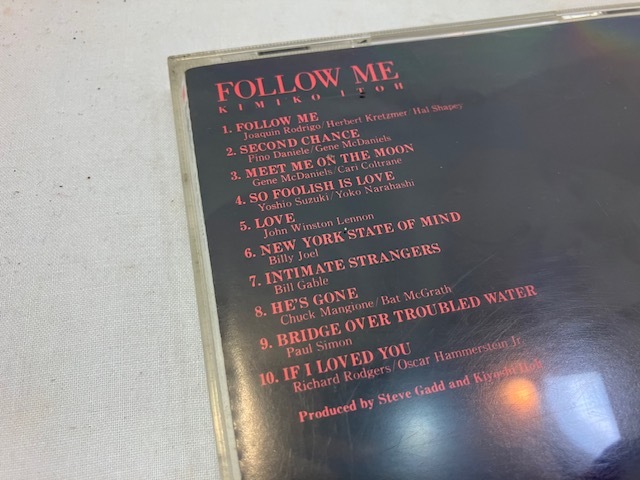 FOLLOW ME
KIMIKO ITOH
1. FOLLOW ME
Joaquin Rodrigo/Herbert Kretzmer/Hal Shapey
2. SECOND CHANCE
Pino Daniele/Gene McDaniels
3. MEET ME ON THE MOON
Gene McDaniels/Cari Coltrane
4. SO FOOLISH IS LOVE
Yoshio Suzuki/Yoko Narahashi
5. LOVE
John Winston Lennon
6. NEW YORK STATE OF MIND
Billy Joel
7. INTIMATE STRANGERS
Bill Gable
8. HE'S GONE
Chuck Mangione/Bat McGrath
9. BRIDGE OVER TROUBLED WATER
Paul Simon
10. IF I LOVED YOU
Richard Rodgers/Oscar Hammerstein Jr.
Produced by Steve Gadd and Kiyoshi Itoh